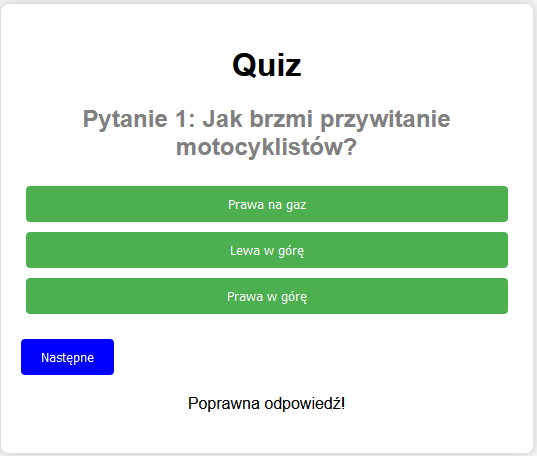 Quiz
Pytanie 1: Jak brzmi przywitanie
motocyklistów?
Prawa na gaz
Lewa w górę
Prawa w górę
Następne
Poprawna odpowiedź!